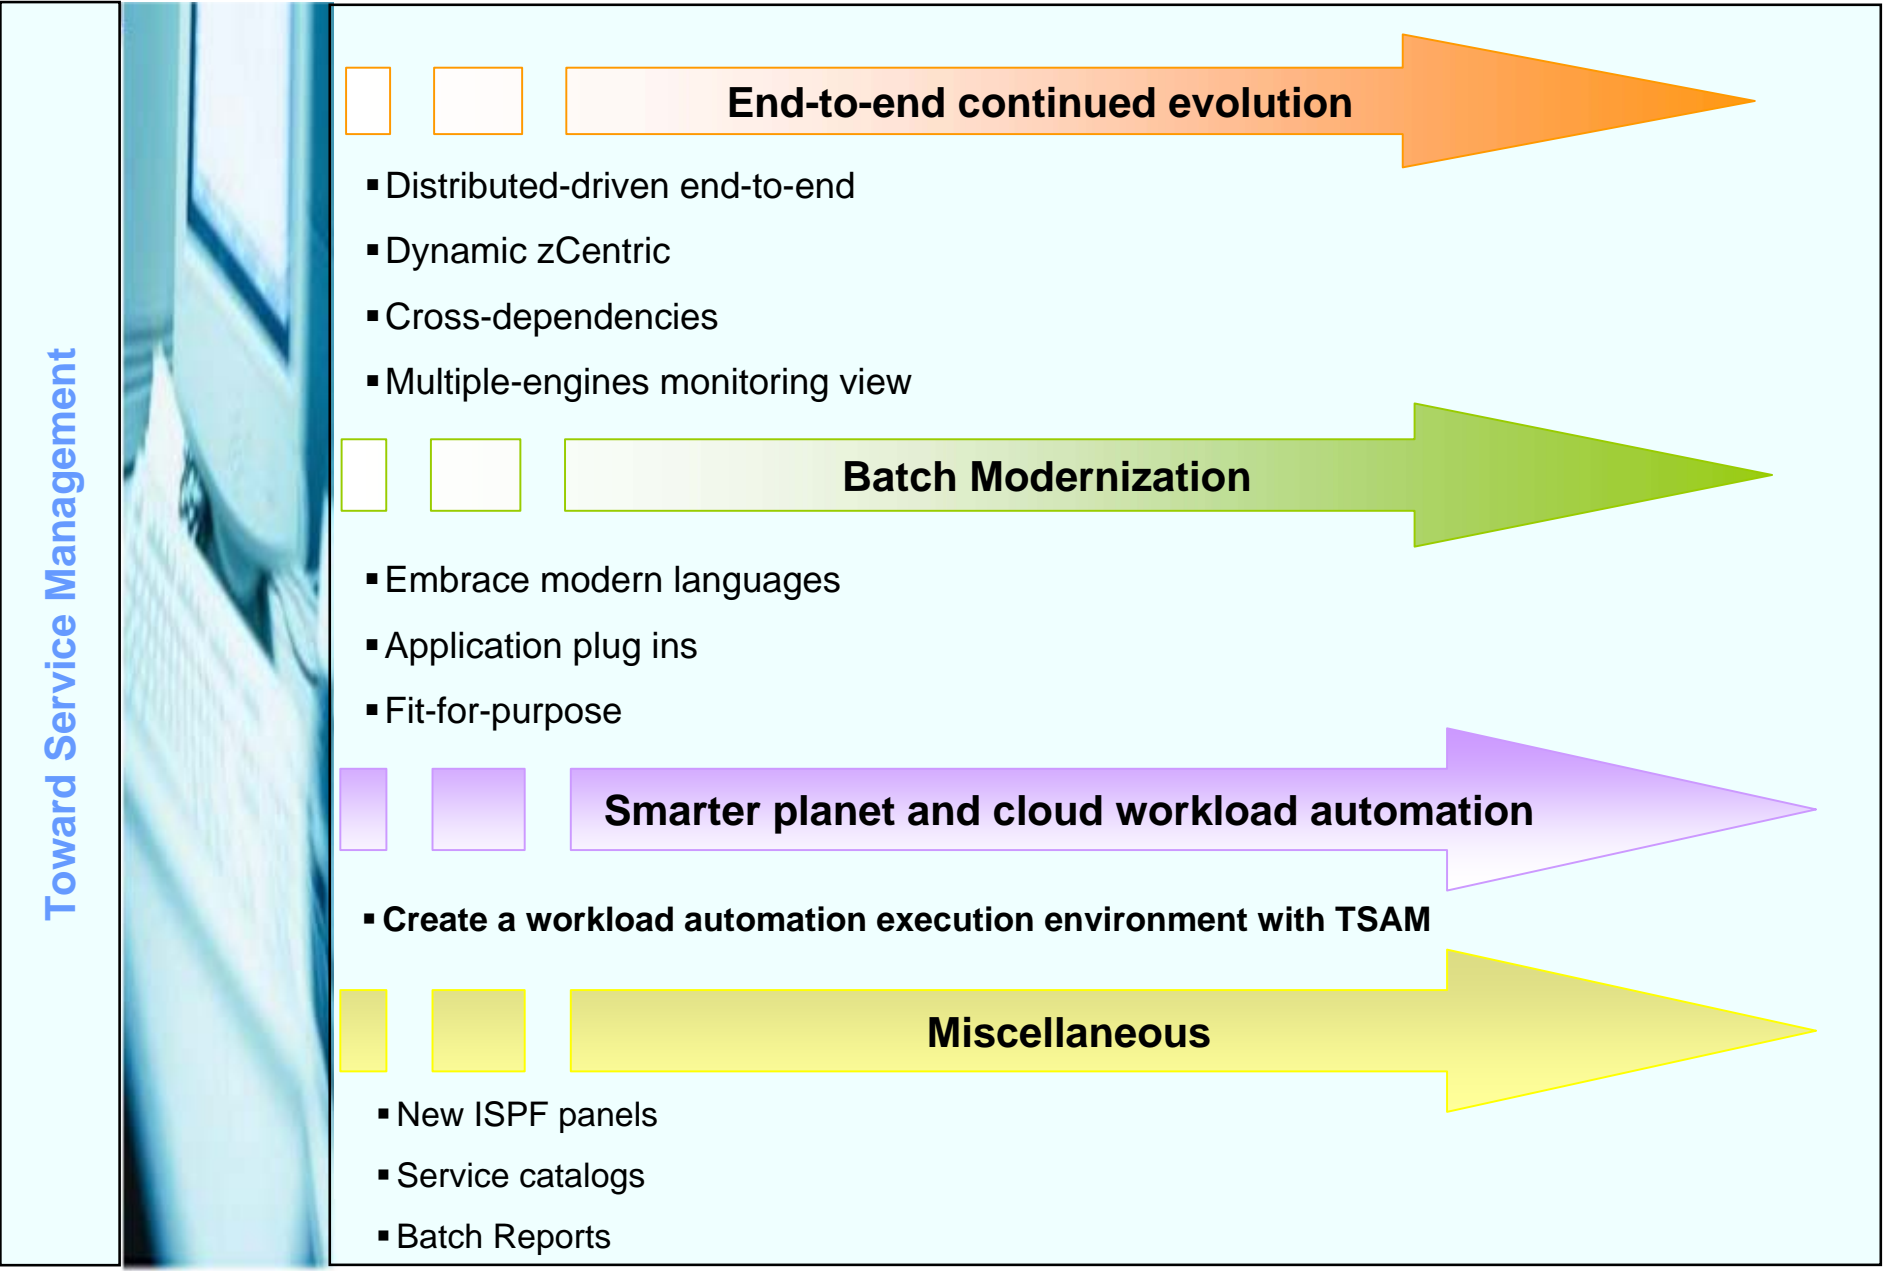 Toward Service Management
End-to-end continued evolution
▪Distributed-driven end-to-end
▪Dynamic zCentric
▪Cross-dependencies
▪Multiple-engines monitoring view
Batch Modernization
▪Embrace modern languages
▪Application plug ins
▪Fit-for-purpose
Smarter planet and cloud workload automation
▪Create a workload automation execution environment with TSAM
Miscellaneous
▪New ISPF panels
▪Service catalogs
▪Batch Reports